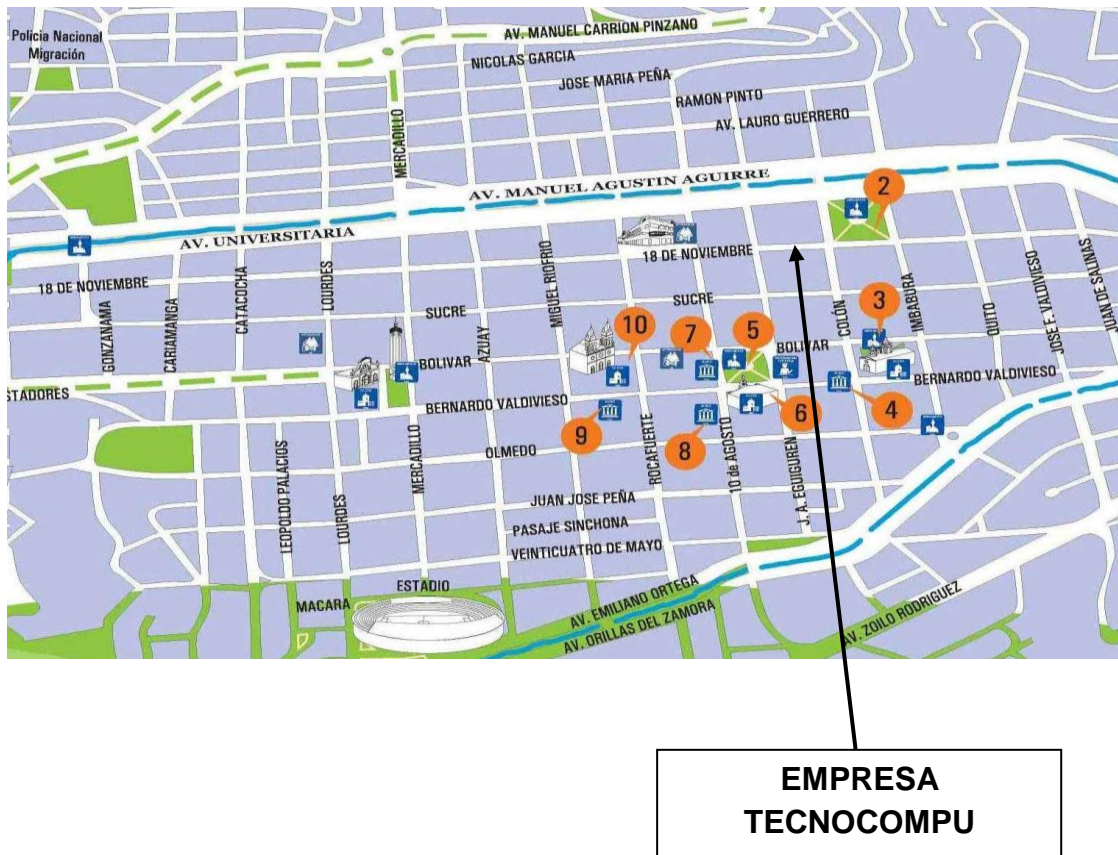 Policia Nacional
Migración
AV. MANUEL CARRION PINZANO
NICOLAS GARCIA
JOSE MARIA PEÑA
RAMON PINTO
AV. LAURO GUERRERO
MERCADILLO
AV. MANUEL AGUSTIN AGUIRRE
AV. UNIVERSITARIA
2
18 DE NOVIEMBRE
18 DE NOVIEMBRE
GONZANAMA
CARIAMANGA
CATACOCHA
LOURDES
AZUAY
MIGUEL RIOFRIO
COLÓN
IMBABURA
QUITO
JOSE F. VALDIVIESO
JUAN DE SALINAS
SUCRE
SUCRE
10
7
5
3
BOLIVAR
BOLIVAR
STADORES
BERNARDO VALDIVIESO
BERNARDO VALDIVIESO
9
8
6
4
OLMEDO
LEOPOLDO PALACIOS
LOURDES
MERCADILLO
ROCAFUERTE
10 de AGOSTO
J. A. EGUIGUREN
JUAN JOSE PEÑA
PASAJE SINCHONA
VEINTICUATRO DE MAYO
ESTADIO
MACARA
AV. EMILIANO ORTEGA
AV. ORILLAS DEL ZAMORA
AV. ZOILO RODRIGUEZ
EMPRESA
TECNOCOMPU